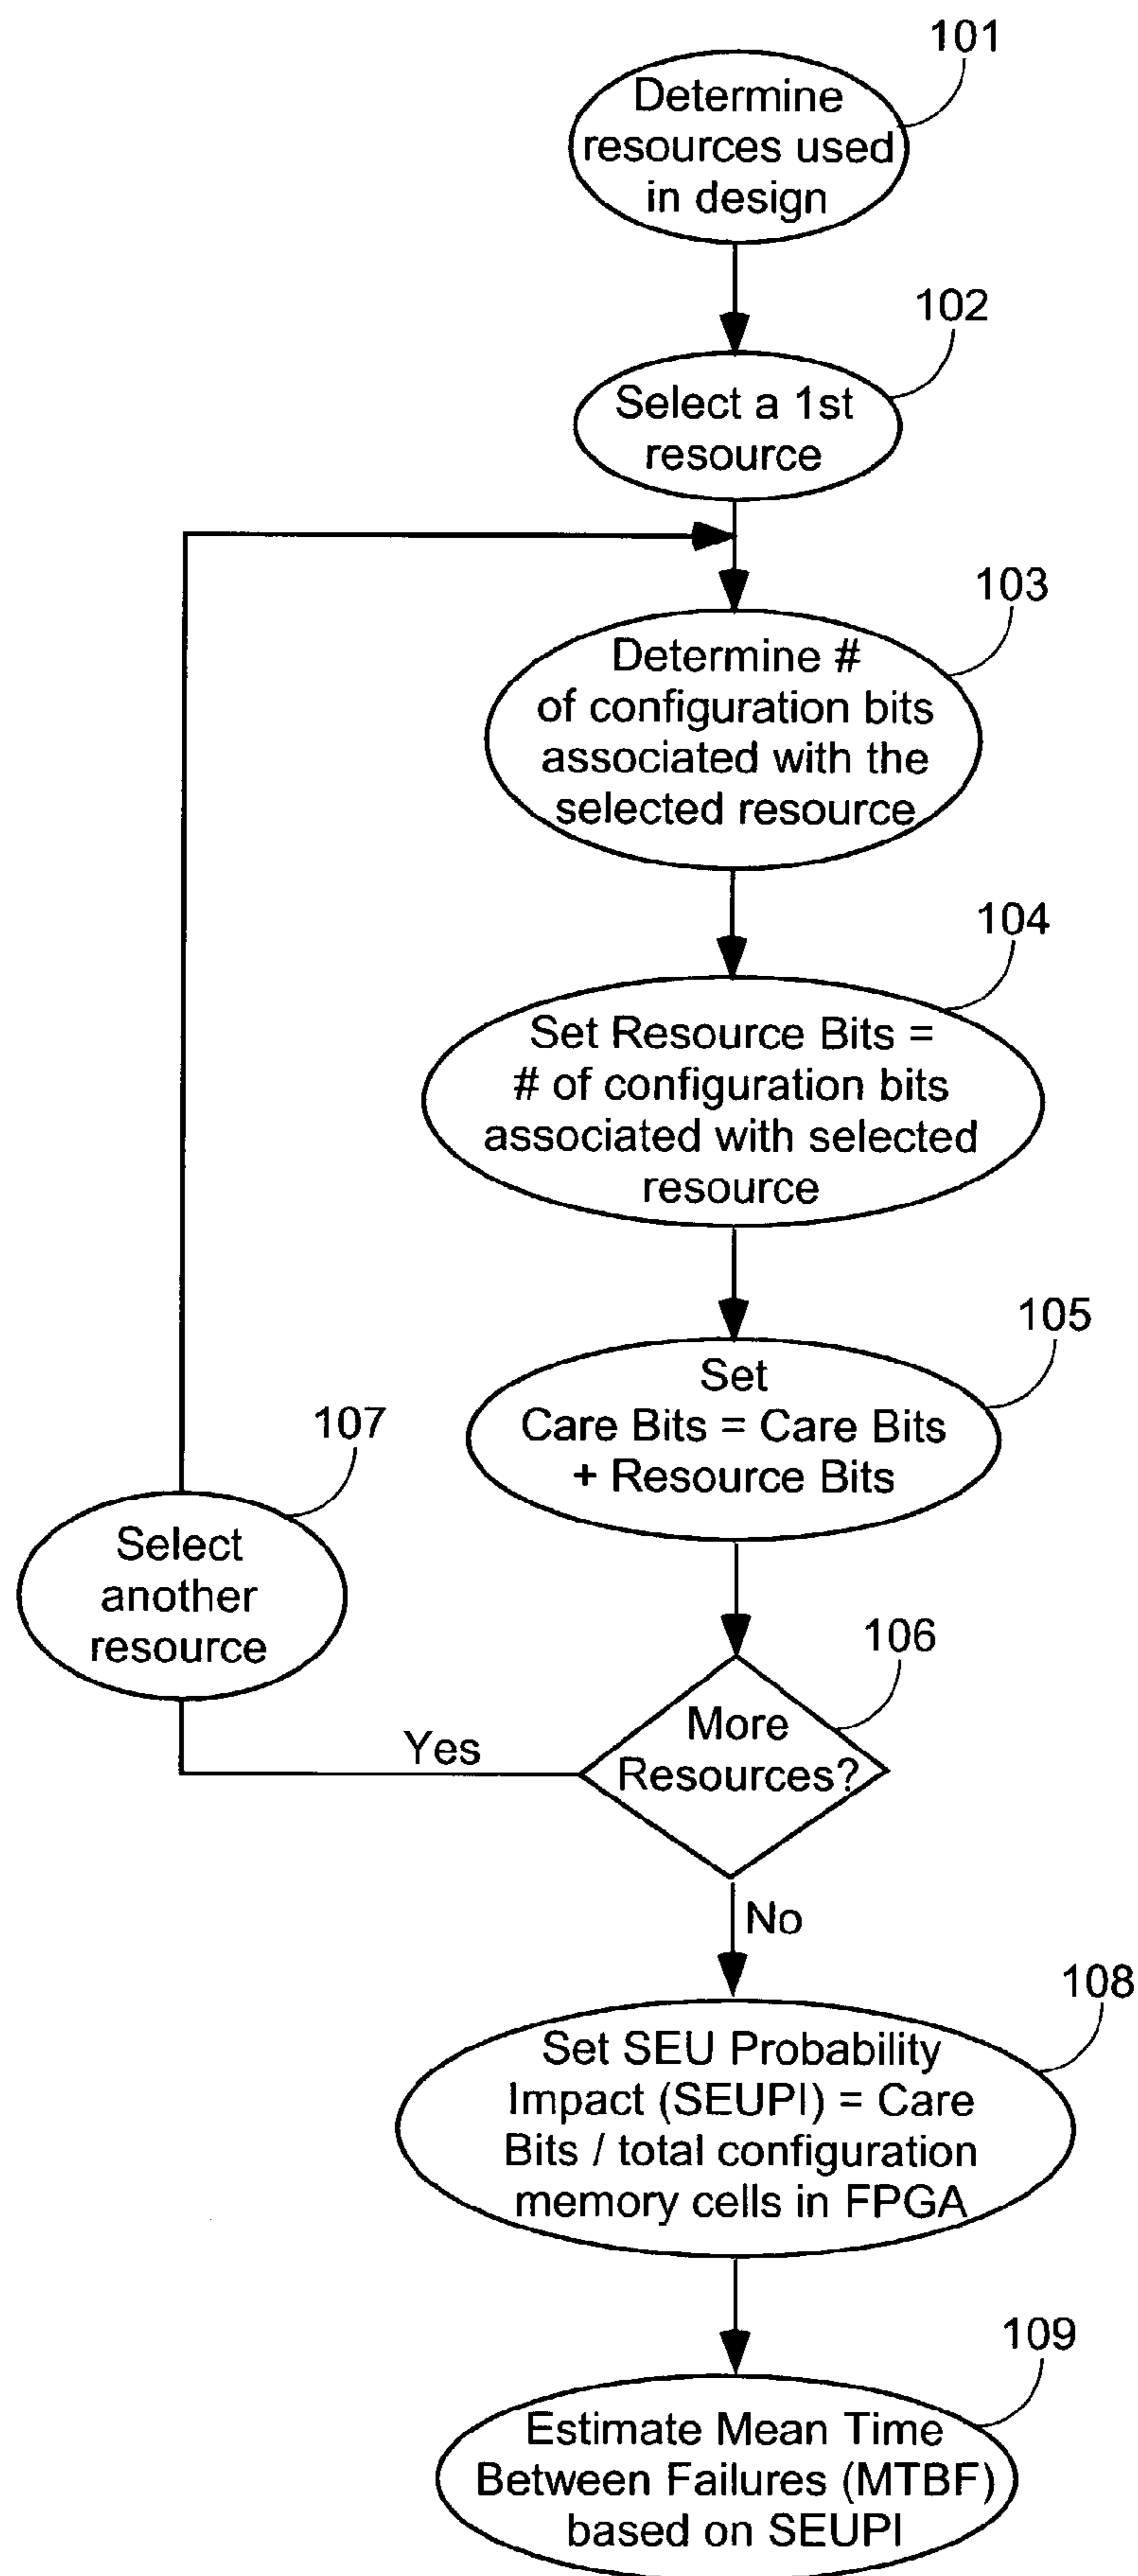 101
Determine
resources used
in design
102
Select a 1st
resource
103
Determine #
of configuration bits
associated with the
selected resource
104
Set Resource Bits =
# of configuration bits
associated with selected
resource
105
Set
Care Bits = Care Bits
+ Resource Bits
107
Select
another
resource
106
More
Resources?
Yes
No
108
Set SEU Probability
Impact (SEUPI) = Care
Bits / total configuration
memory cells in FPGA
109
Estimate Mean Time
Between Failures (MTBF)
based on SEUPI